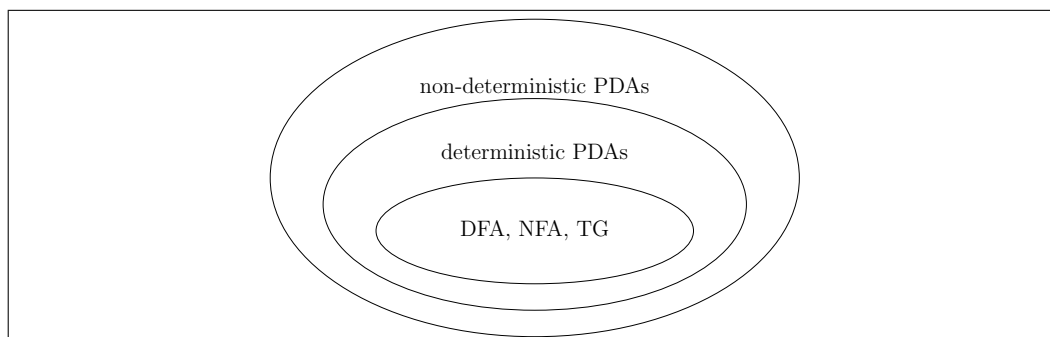 non-deterministic PDAs
deterministic PDAs
DFA, NFA, TG